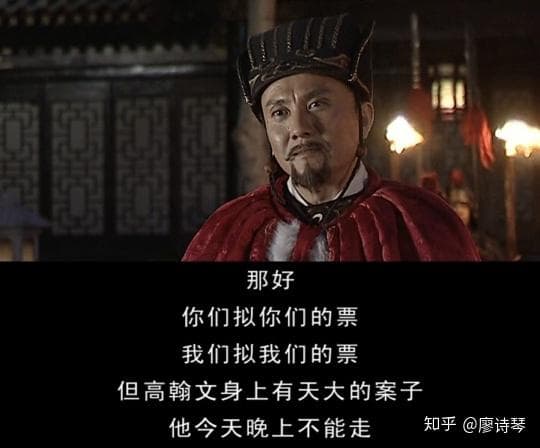 那好
你们拟你们的票
我们拟我们的票
但高翰文身上有天大的案子
他今天晚上不能走
知乎 @廖诗琴